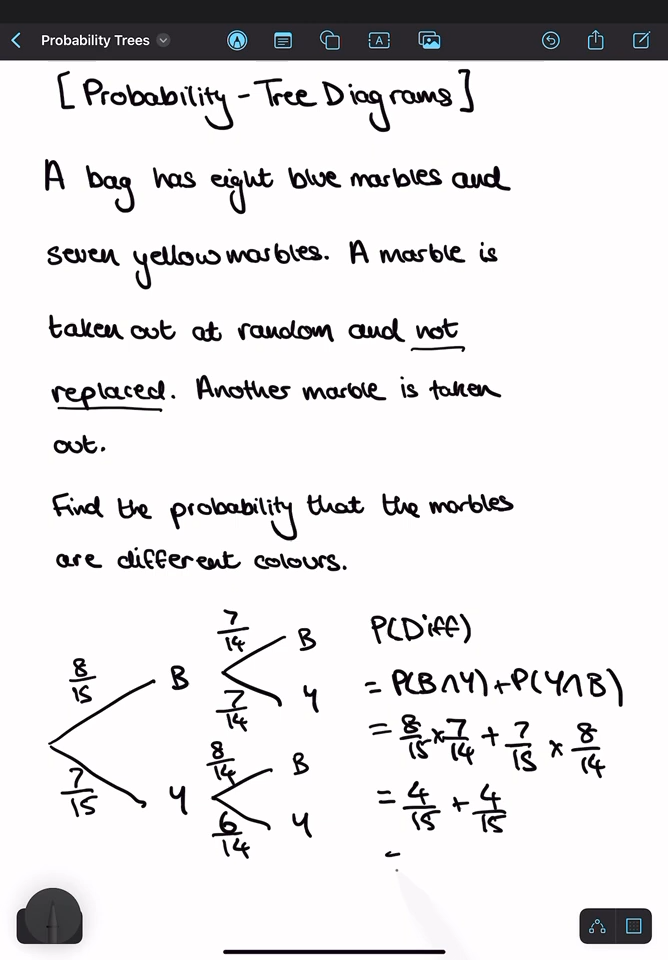 Probability Trees
[Probability - Tree Diagrams]
A bag has eight blue marbles and
seven yellow marbles. A marble is
taken out at random and not
replaced. Another marble is taken
out.
Find the probability that the marbles
are different colours.
8/15 B
7/14 B
7/14 Y
7/15 Y
8/14 B
6/14 Y
P(Diff)
= P(B∩Y)+P(Y∩B)
= 8/15 × 7/14 + 7/15 × 8/14
= 4/15 + 4/15
=